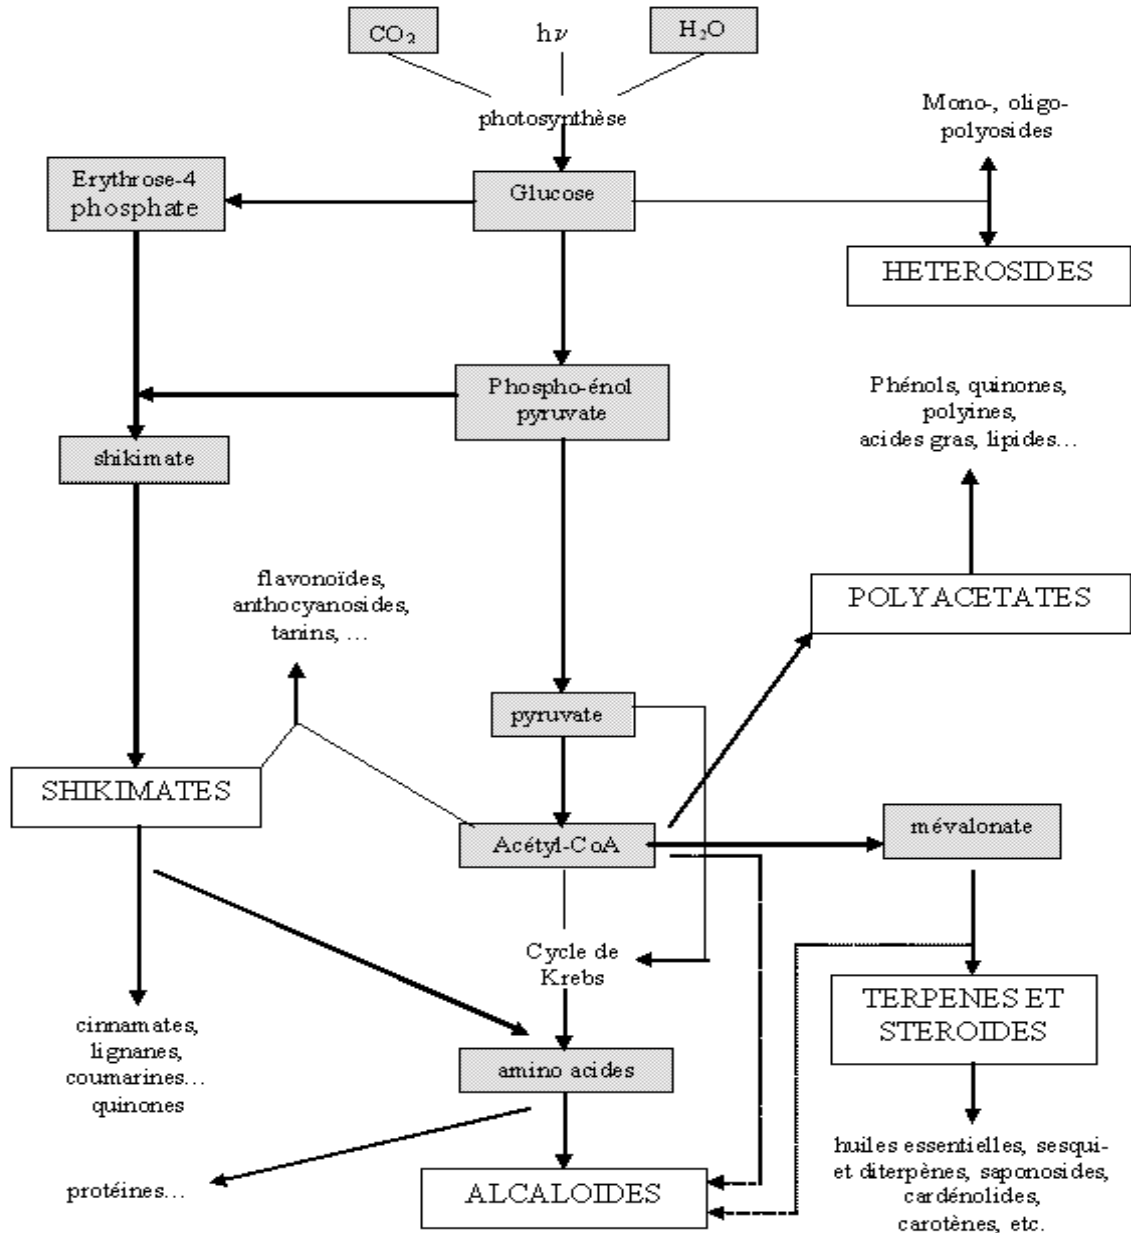 CO₂
hν
H₂O
photosynthèse
Mono-, oligo-
polyosides
Erythrose-4
phosphate
Glucose
HETEROSIDES
Phospho-énol
pyruvate
Phénols, quinones,
polyines,
acides gras, lipides…
shikimate
flavonoïdes,
anthocyanosides,
tanins, …
POLYACETATES
pyruvate
SHIKIMATES
Acétyl-CoA
mévalonate
Cycle de
Krebs
TERPENES ET
STEROIDES
cinnamates,
lignanes,
coumarines…
quinones
amino acides
protéines…
ALCALOIDES
huiles essentielles, sesqui-
et diterpènes, saponosides,
cardénolides,
carotènes, etc.